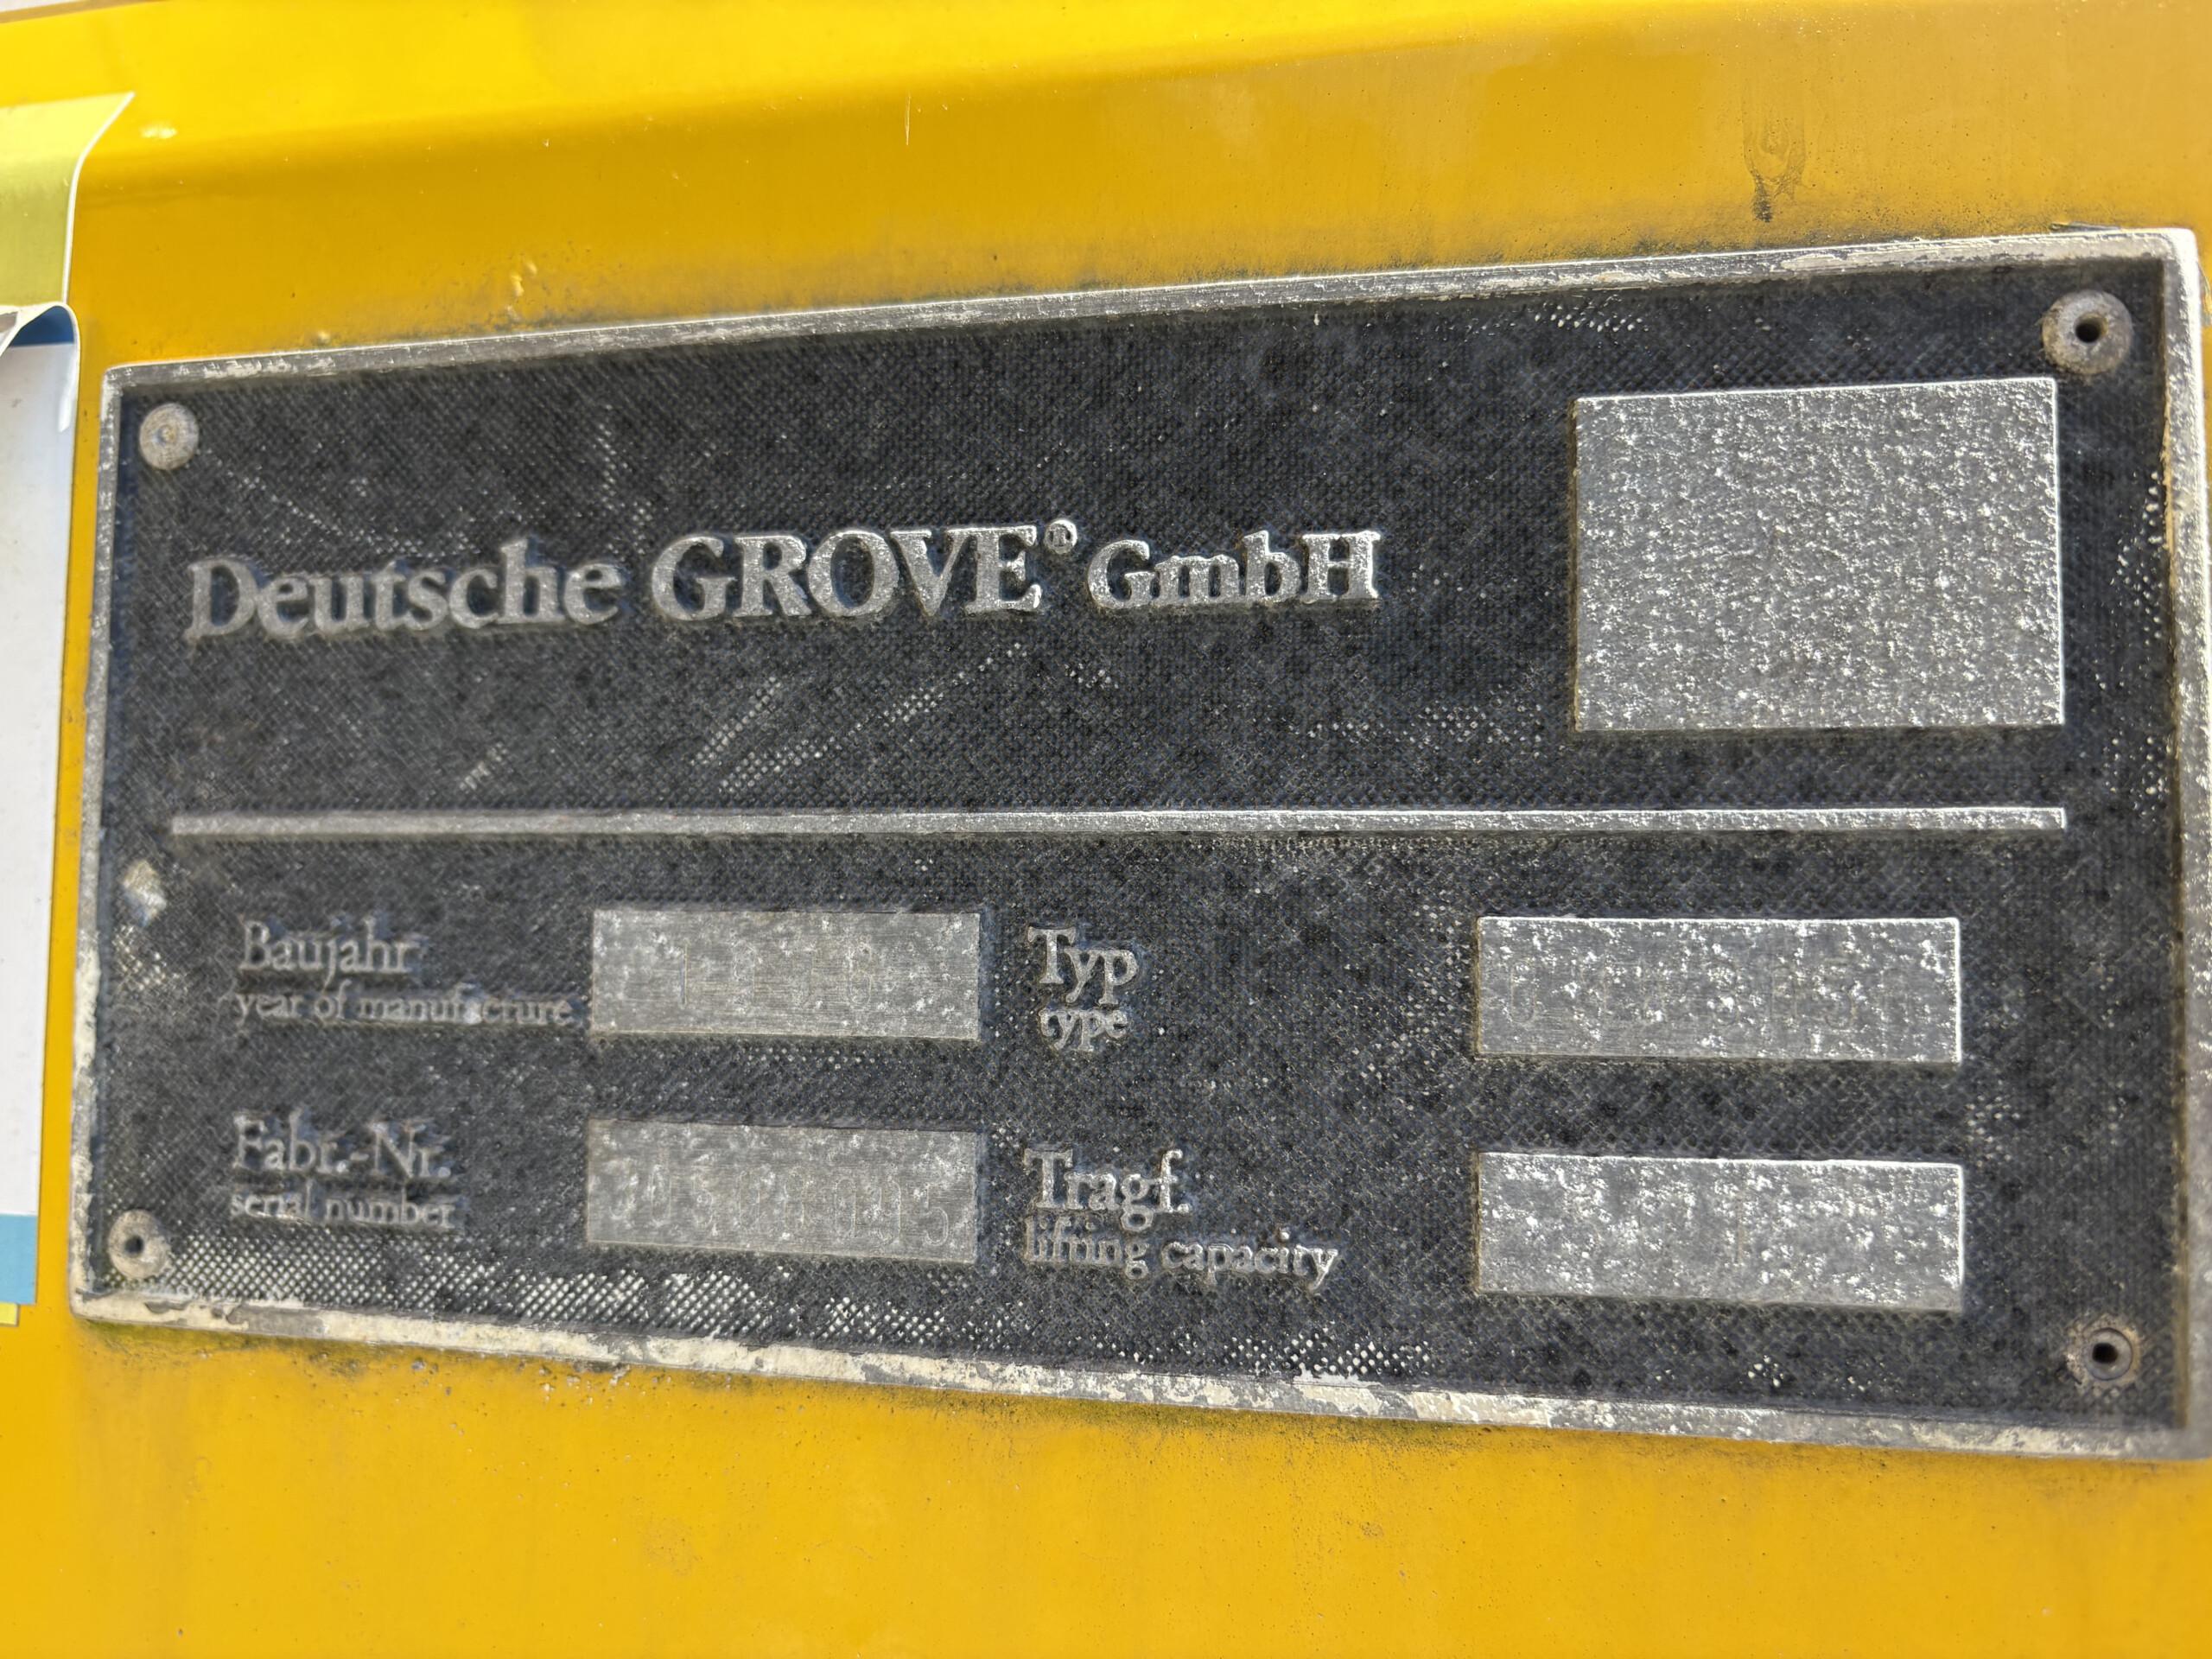 Deutsche GROVE® GmbH
Baujahr
year of manufacture
Typ
type
Fabr.-Nr.
serial number
Tragf.
lifting capacity